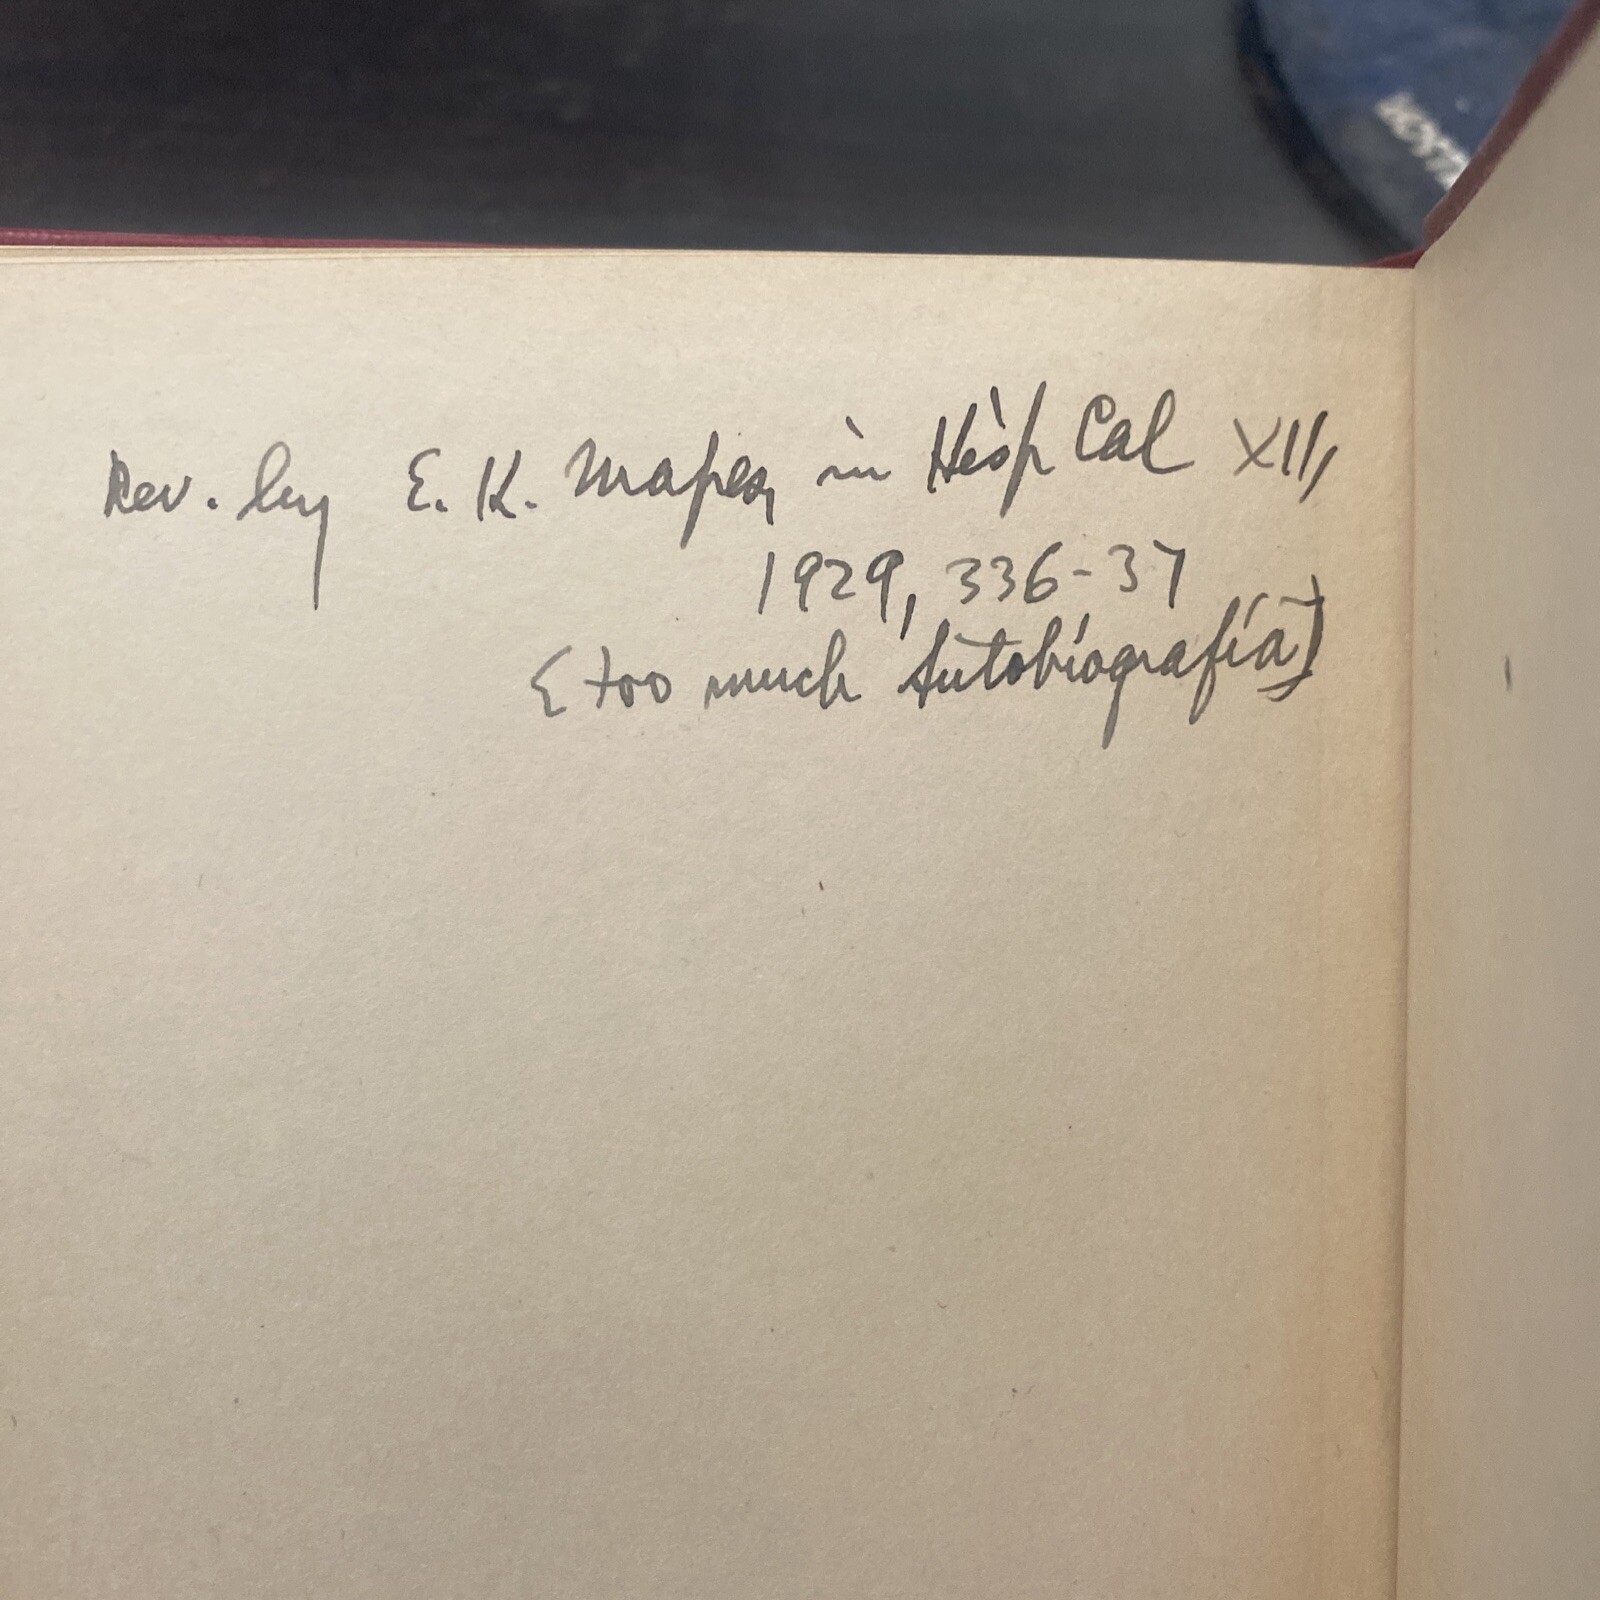 Rev. by E. K. Mapes, in Hisp Cal XII,
1929, 336-37
[too much Autobiografía]